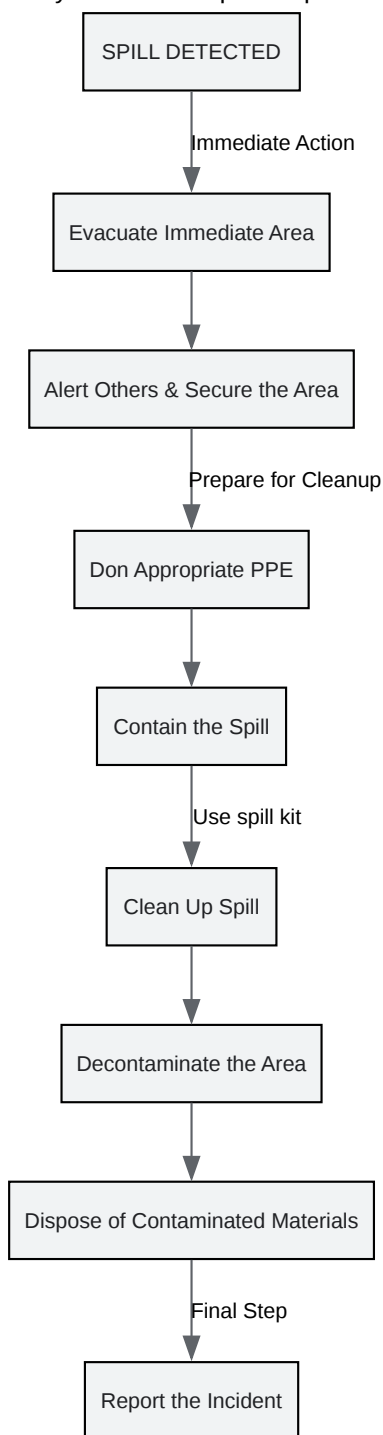 SPILL DETECTED
Immediate Action
Evacuate Immediate Area
Alert Others & Secure the Area
Prepare for Cleanup
Don Appropriate PPE
Contain the Spill
Use spill kit
Clean Up Spill
Decontaminate the Area
Dispose of Contaminated Materials
Final Step
Report the Incident